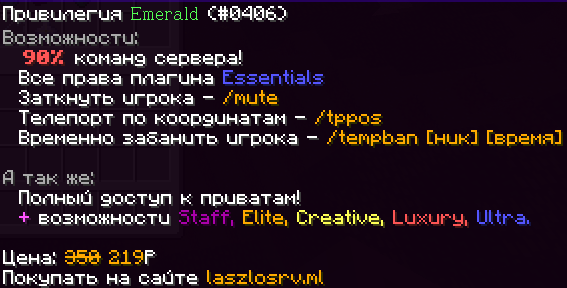 Привилегия Emerald (#0406)
Возможности:
90% команд сервера!
Все права плагина Essentials
Заткнуть игрока - /mute
Телепорт по координатам - /tppos
Временно забанить игрока - /tempban [ник] [время]
А так же:
Полный доступ к приватам!
+ возможности Staff, Elite, Creative, Luxury, Ultra.
Цена: 350 219Р
Покупать на сайте laszlosrv.ml